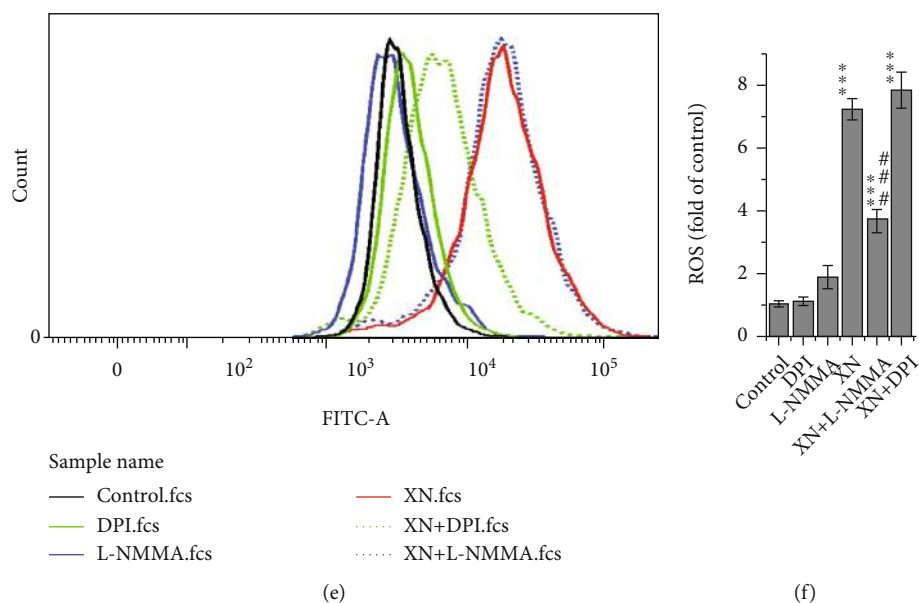 Count
0
0
10²
10³
10⁴
10⁵
FITC-A
Sample name
Control.fcs
DPI.fcs
L-NMMA.fcs
XN.fcs
XN+DPI.fcs
XN+L-NMMA.fcs
(e)
ROS (fold of control)
8
6
4
2
0
***
***
###
***
Control
DPI
L-NMMA
XN
XN+L-NMMA
XN+DPI
(f)